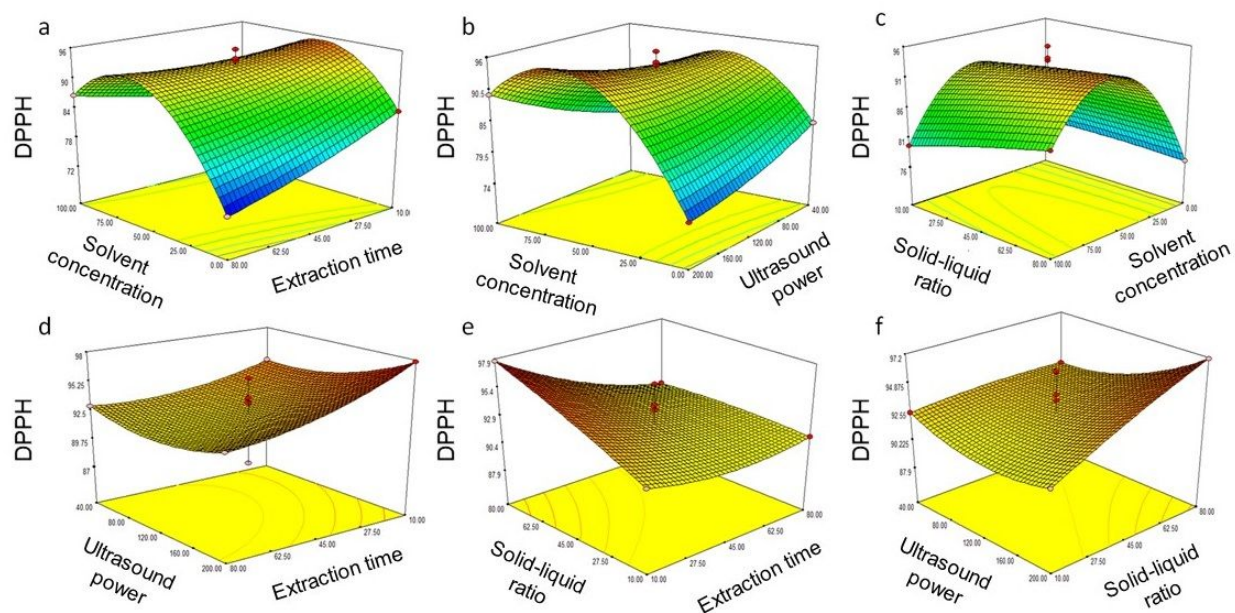 a
96
90
84
78
72
DPPH
100.00
75.00
50.00
25.00
0.00
Solvent
concentration
80.00
62.50
45.00
27.50
Extraction time
b
96
90.5
85
79.5
74
DPPH
100.00
75.00
50.00
25.00
0.00
Solvent
concentration
200.00
160.00
120.00
80.00
40.00
Ultrasound
power
c
96
91
86
81
76
DPPH
10.00
27.50
45.00
62.50
80.00
Solid-liquid
ratio
100.00
75.00
50.00
25.00
0.00
Solvent
concentration
d
98
95.25
92.5
89.75
87
DPPH
40.00
80.00
120.00
160.00
200.00
Ultrasound
power
80.00
62.50
45.00
27.50
10.00
Extraction time
e
97.9
95.4
92.9
90.4
87.9
DPPH
80.00
62.50
45.00
27.50
10.00
Solid-liquid
ratio
10.00
27.50
45.00
62.50
80.00
Extraction time
f
97.2
94.875
92.55
90.225
87.9
DPPH
40.00
80.00
120.00
160.00
200.00
Ultrasound
power
10.00
27.50
45.00
62.50
80.00
Solid-liquid
ratio